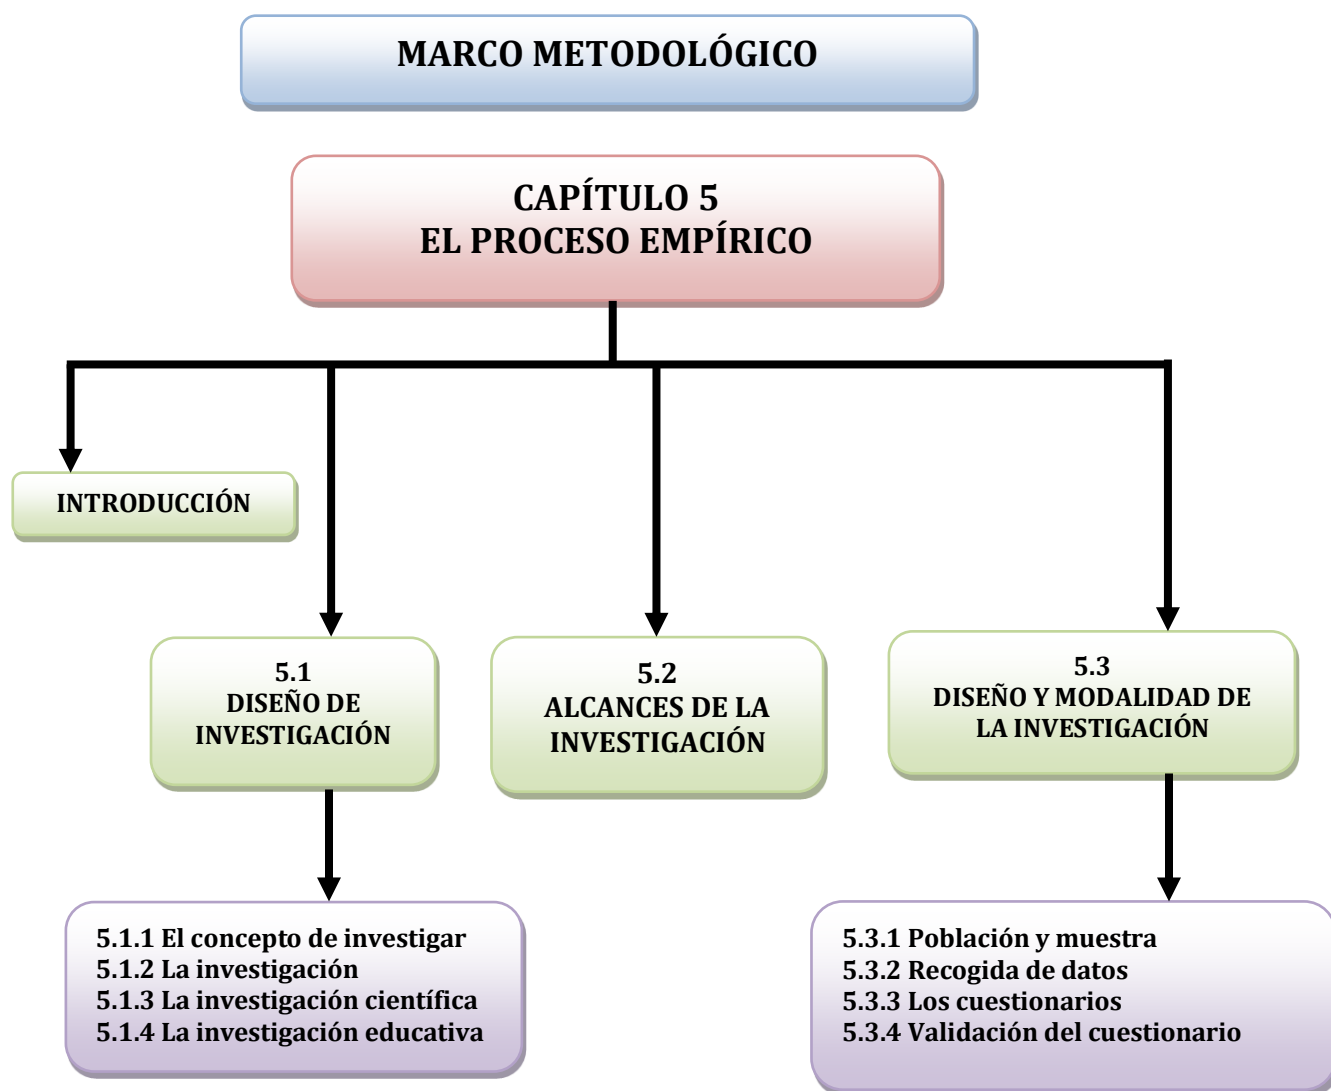 MARCO METODOLÓGICO
CAPÍTULO 5
EL PROCESO EMPÍRICO
INTRODUCCIÓN
5.1
DISEÑO DE
INVESTIGACIÓN
5.2
ALCANCES DE LA
INVESTIGACIÓN
5.3
DISEÑO Y MODALIDAD DE
LA INVESTIGACIÓN
5.1.1 El concepto de investigar
5.1.2 La investigación
5.1.3 La investigación científica
5.1.4 La investigación educativa
5.3.1 Población y muestra
5.3.2 Recogida de datos
5.3.3 Los cuestionarios
5.3.4 Validación del cuestionario